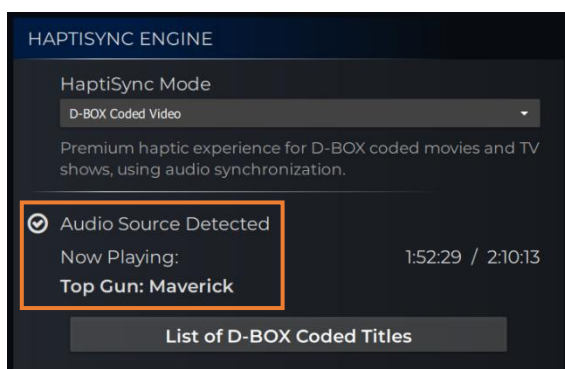 HAPTISYNC ENGINE
HaptiSync Mode
D-BOX Coded Video
Premium haptic experience for D-BOX coded movies and TV
shows, using audio synchronization.
Audio Source Detected
Now Playing: 1:52:29 / 2:10:13
Top Gun: Maverick
List of D-BOX Coded Titles